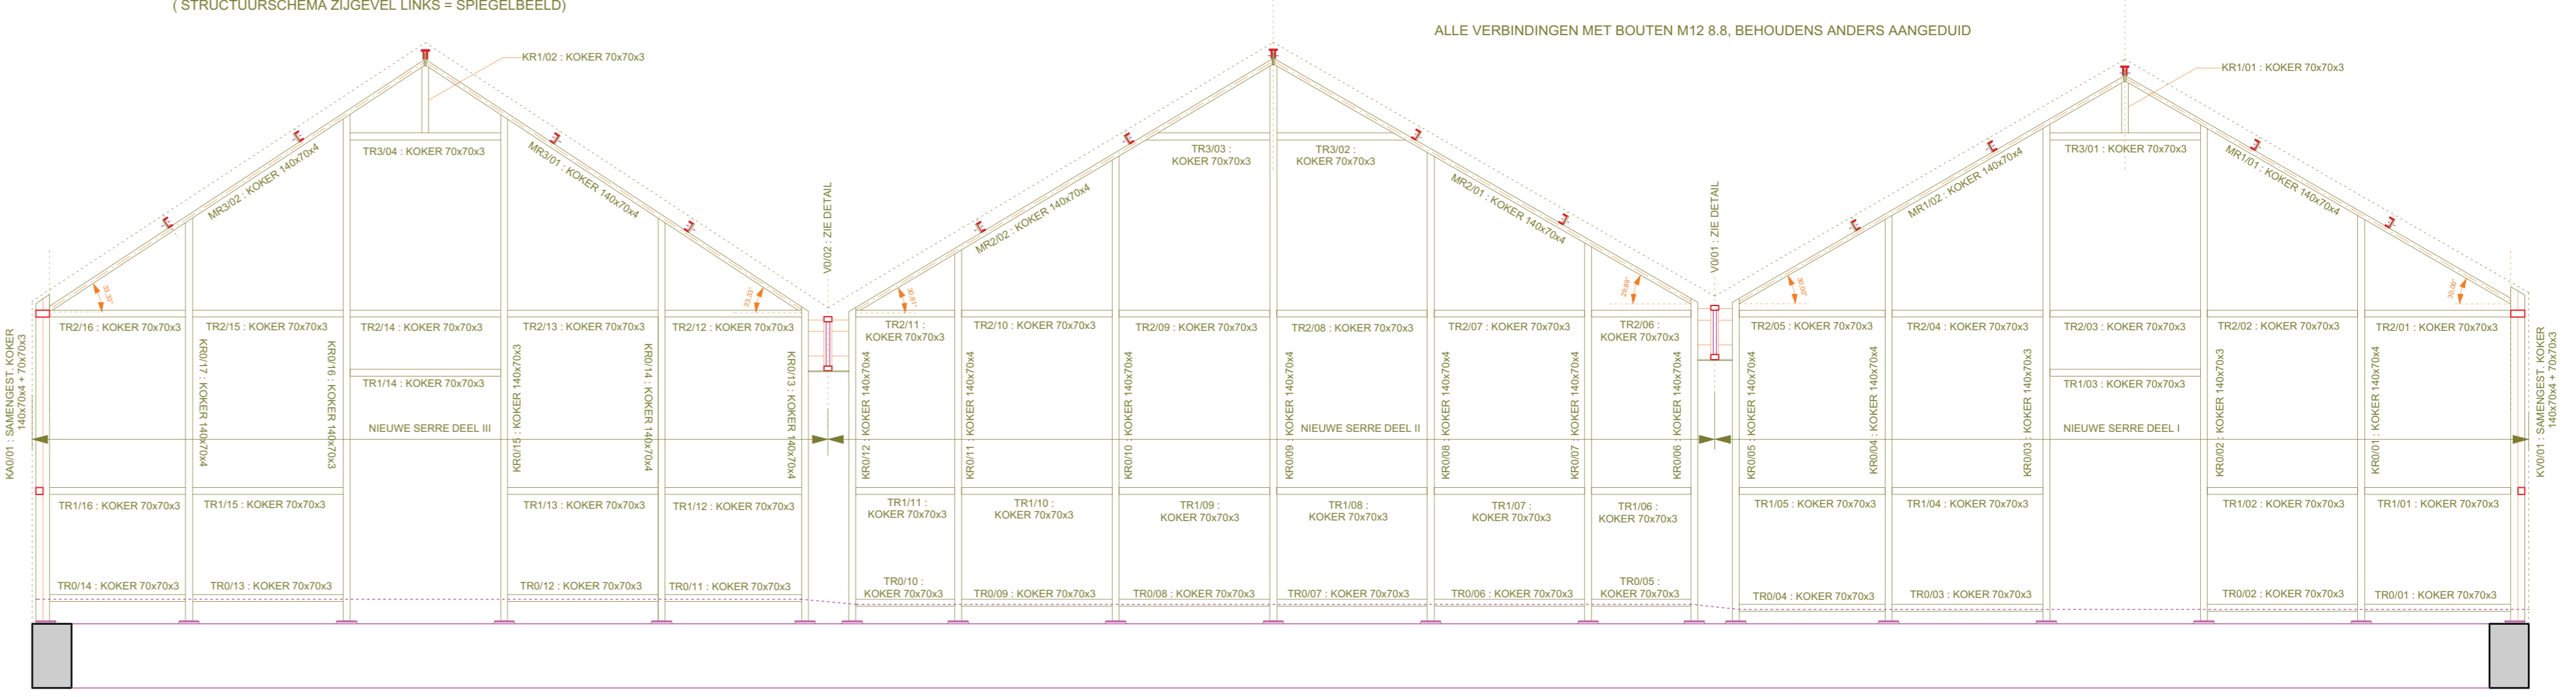 ( STRUCTUURSCHEMA ZIJGEVEL LINKS = SPIEGELBEELD)
ALLE VERBINDINGEN MET BOUTEN M12 8.8, BEHOUDENS ANDERS AANGEDUID
KR1/02 : KOKER 70x70x3
KR1/01 : KOKER 70x70x3
TR3/04 : KOKER 70x70x3
TR3/03 :
KOKER 70x70x3
TR3/02 :
KOKER 70x70x3
TR3/01 : KOKER 70x70x3
MR3/02 : KOKER 140x70x4
MR3/01 : KOKER 140x70x4
MR2/02 : KOKER 140x70x4
MR2/01 : KOKER 140x70x4
MR1/02 : KOKER 140x70x4
MR1/01 : KOKER 140x70x4
V0/02 : ZIE DETAIL
V0/01 : ZIE DETAIL
33.33°
33.33°
30.61°
29.89°
30.00°
30.00°
TR2/16 : KOKER 70x70x3
TR2/15 : KOKER 70x70x3
TR2/14 : KOKER 70x70x3
TR2/13 : KOKER 70x70x3
TR2/12 : KOKER 70x70x3
TR2/11 :
KOKER 70x70x3
TR2/10 : KOKER 70x70x3
TR2/09 : KOKER 70x70x3
TR2/08 : KOKER 70x70x3
TR2/07 : KOKER 70x70x3
TR2/06 :
KOKER 70x70x3
TR2/05 : KOKER 70x70x3
TR2/04 : KOKER 70x70x3
TR2/03 : KOKER 70x70x3
TR2/02 : KOKER 70x70x3
TR2/01 : KOKER 70x70x3
KA0/01 : SAMENGEST. KOKER
140x70x4 + 70x70x3
KR0/17 : KOKER 140x70x4
KR0/16 : KOKER 140x70x3
KR0/15 : KOKER 140x70x3
KR0/14 : KOKER 140x70x4
KR0/13 : KOKER 140x70x4
KR0/12 : KOKER 140x70x4
KR0/11 : KOKER 140x70x4
KR0/10 : KOKER 140x70x4
KR0/09 : KOKER 140x70x4
KR0/08 : KOKER 140x70x4
KR0/07 : KOKER 140x70x4
KR0/06 : KOKER 140x70x4
KR0/05 : KOKER 140x70x4
KR0/04 : KOKER 140x70x4
KR0/03 : KOKER 140x70x3
KR0/02 : KOKER 140x70x3
KR0/01 : KOKER 140x70x4
KV0/01 : SAMENGEST. KOKER
140x70x4 + 70x70x3
TR1/14 : KOKER 70x70x3
TR1/03 : KOKER 70x70x3
NIEUWE SERRE DEEL III
NIEUWE SERRE DEEL II
NIEUWE SERRE DEEL I
TR1/16 : KOKER 70x70x3
TR1/15 : KOKER 70x70x3
TR1/13 : KOKER 70x70x3
TR1/12 : KOKER 70x70x3
TR1/11 :
KOKER 70x70x3
TR1/10 :
KOKER 70x70x3
TR1/09 :
KOKER 70x70x3
TR1/08 :
KOKER 70x70x3
TR1/07 :
KOKER 70x70x3
TR1/06 :
KOKER 70x70x3
TR1/05 : KOKER 70x70x3
TR1/04 : KOKER 70x70x3
TR1/02 : KOKER 70x70x3
TR1/01 : KOKER 70x70x3
TR0/14 : KOKER 70x70x3
TR0/13 : KOKER 70x70x3
TR0/12 : KOKER 70x70x3
TR0/11 : KOKER 70x70x3
TR0/10 :
KOKER 70x70x3
TR0/09 : KOKER 70x70x3
TR0/08 : KOKER 70x70x3
TR0/07 : KOKER 70x70x3
TR0/06 : KOKER 70x70x3
TR0/05 :
KOKER 70x70x3
TR0/04 : KOKER 70x70x3
TR0/03 : KOKER 70x70x3
TR0/02 : KOKER 70x70x3
TR0/01 : KOKER 70x70x3